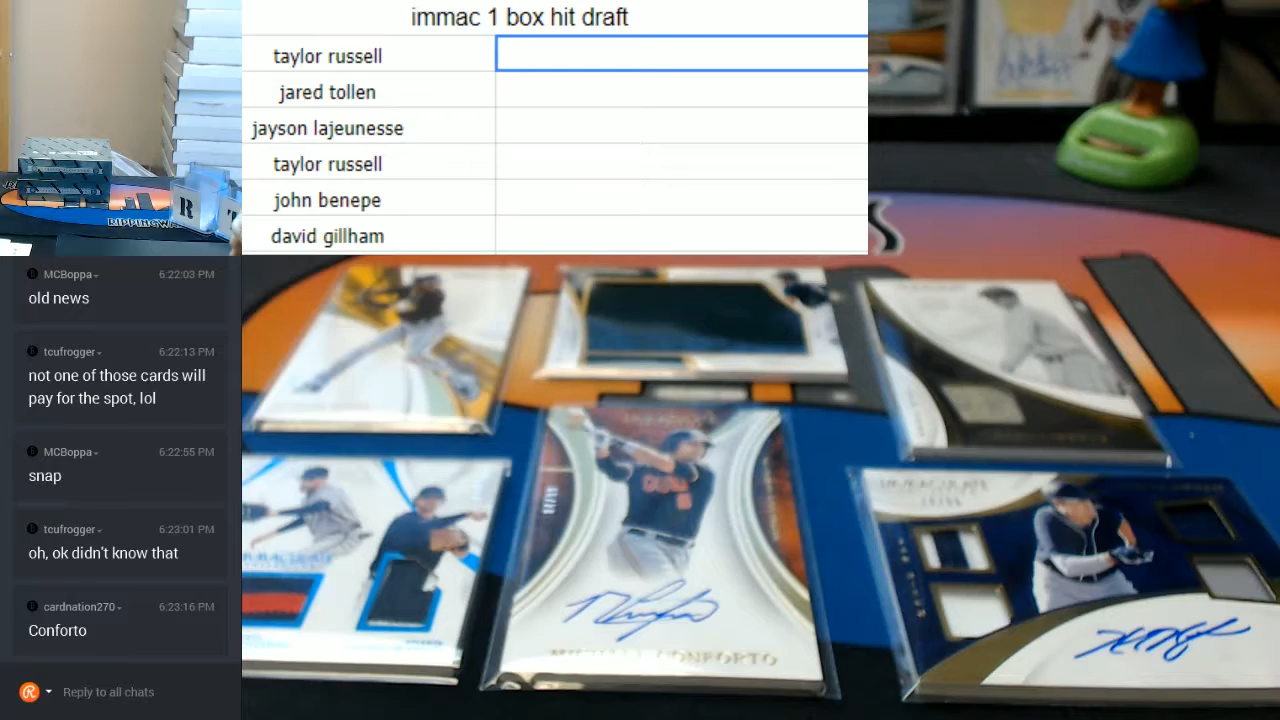 immac 1 box hit draft
taylor russell
jared tollen
jayson lajeunesse
taylor russell
john benepe
david gillham
MCBoppa
6:22:03 PM
old news
tcufrogger
6:22:13 PM
not one of those cards will
pay for the spot, lol
MCBoppa
6:22:55 PM
snap
tcufrogger
6:23:01 PM
oh, ok didn't know that
cardnation270
6:23:16 PM
Conforto
Reply to all chats
R
RIPPINGWA
IMMACULATE
MICHAEL CONFORTO